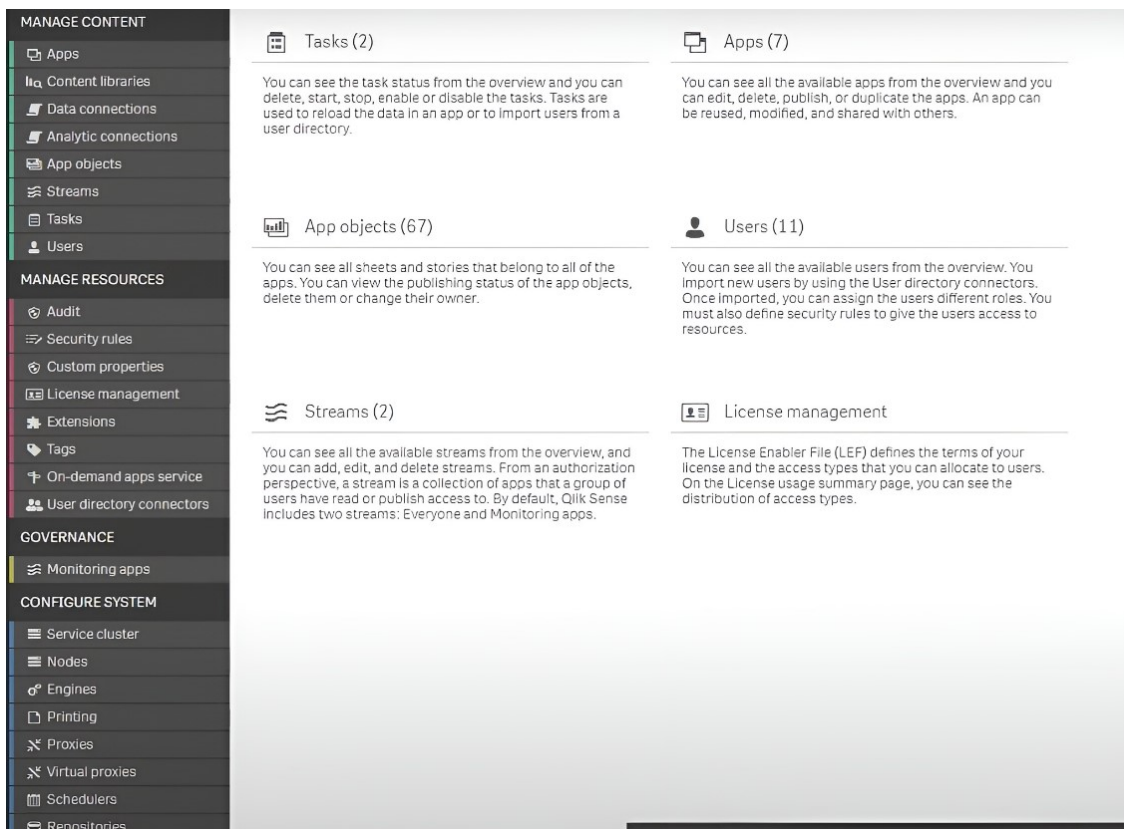 MANAGE CONTENT
Apps
Content libraries
Data connections
Analytic connections
App objects
Streams
Tasks
Users
MANAGE RESOURCES
Audit
Security rules
Custom properties
License management
Extensions
Tags
On-demand apps service
User directory connectors
GOVERNANCE
Monitoring apps
CONFIGURE SYSTEM
Service cluster
Nodes
Engines
Printing
Proxies
Virtual proxies
Schedulers
Repositories
Tasks (2)
You can see the task status from the overview and you can
delete, start, stop, enable or disable the tasks. Tasks are
used to reload the data in an app or to import users from a
user directory.
Apps (7)
You can see all the available apps from the overview and you
can edit, delete, publish, or duplicate the apps. An app can
be reused, modified, and shared with others.
App objects (67)
You can see all sheets and stories that belong to all of the
apps. You can view the publishing status of the app objects,
delete them or change their owner.
Users (11)
You can see all the available users from the overview. You
import new users by using the User directory connectors.
Once imported, you can assign the users different roles. You
must also define security rules to give the users access to
resources.
Streams (2)
You can see all the available streams from the overview, and
you can add, edit, and delete streams. From an authorization
perspective, a stream is a collection of apps that a group of
users have read or publish access to. By default, Qlik Sense
includes two streams: Everyone and Monitoring apps.
License management
The License Enabler File (LEF) defines the terms of your
license and the access types that you can allocate to users.
On the License usage summary page, you can see the
distribution of access types.